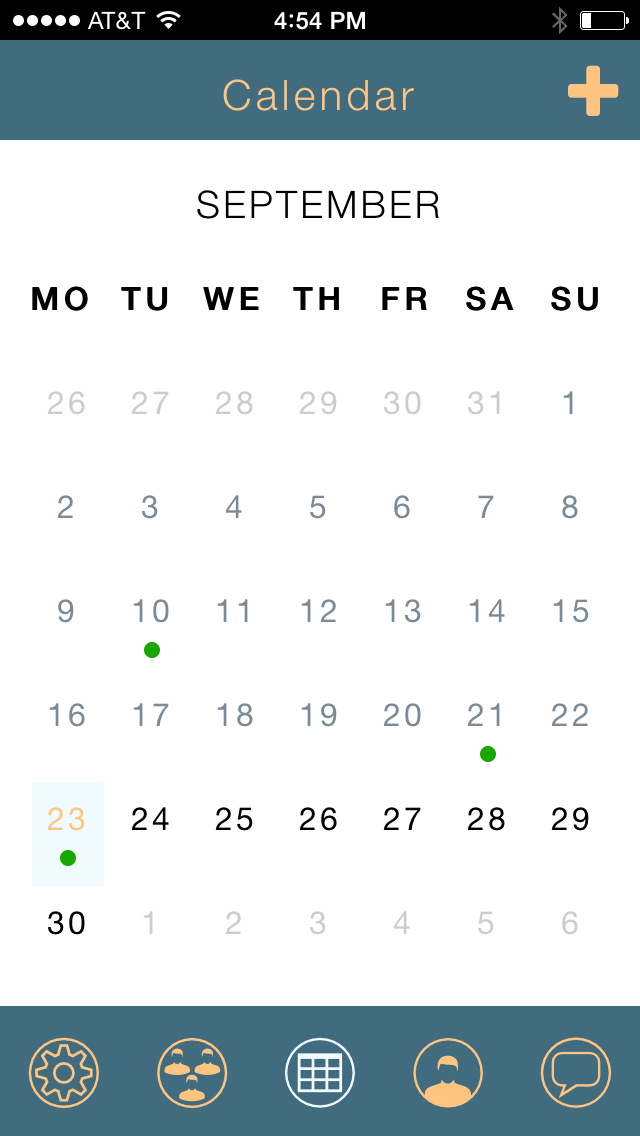 AT&T 4:54 PM
Calendar
SEPTEMBER
MO TU WE TH FR SA SU
26 27 28 29 30 31 1
2 3 4 5 6 7 8
9 10 11 12 13 14 15
16 17 18 19 20 21 22
23 24 25 26 27 28 29
30 1 2 3 4 5 6